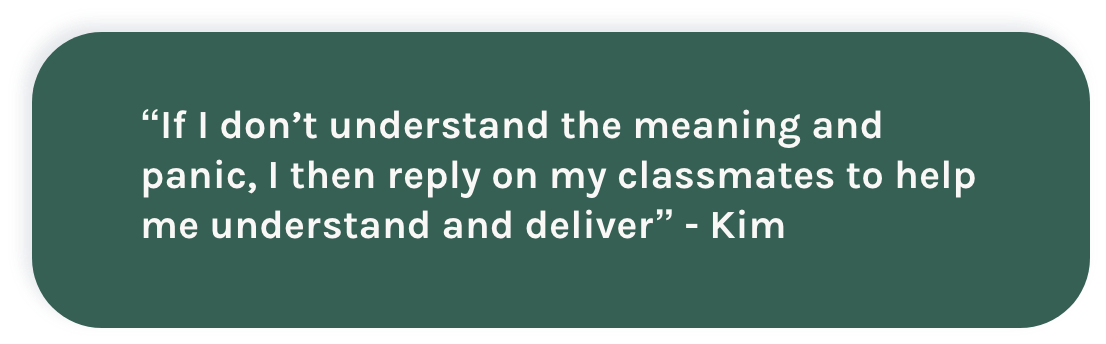 “If I don’t understand the meaning and
panic, I then reply on my classmates to help
me understand and deliver” - Kim